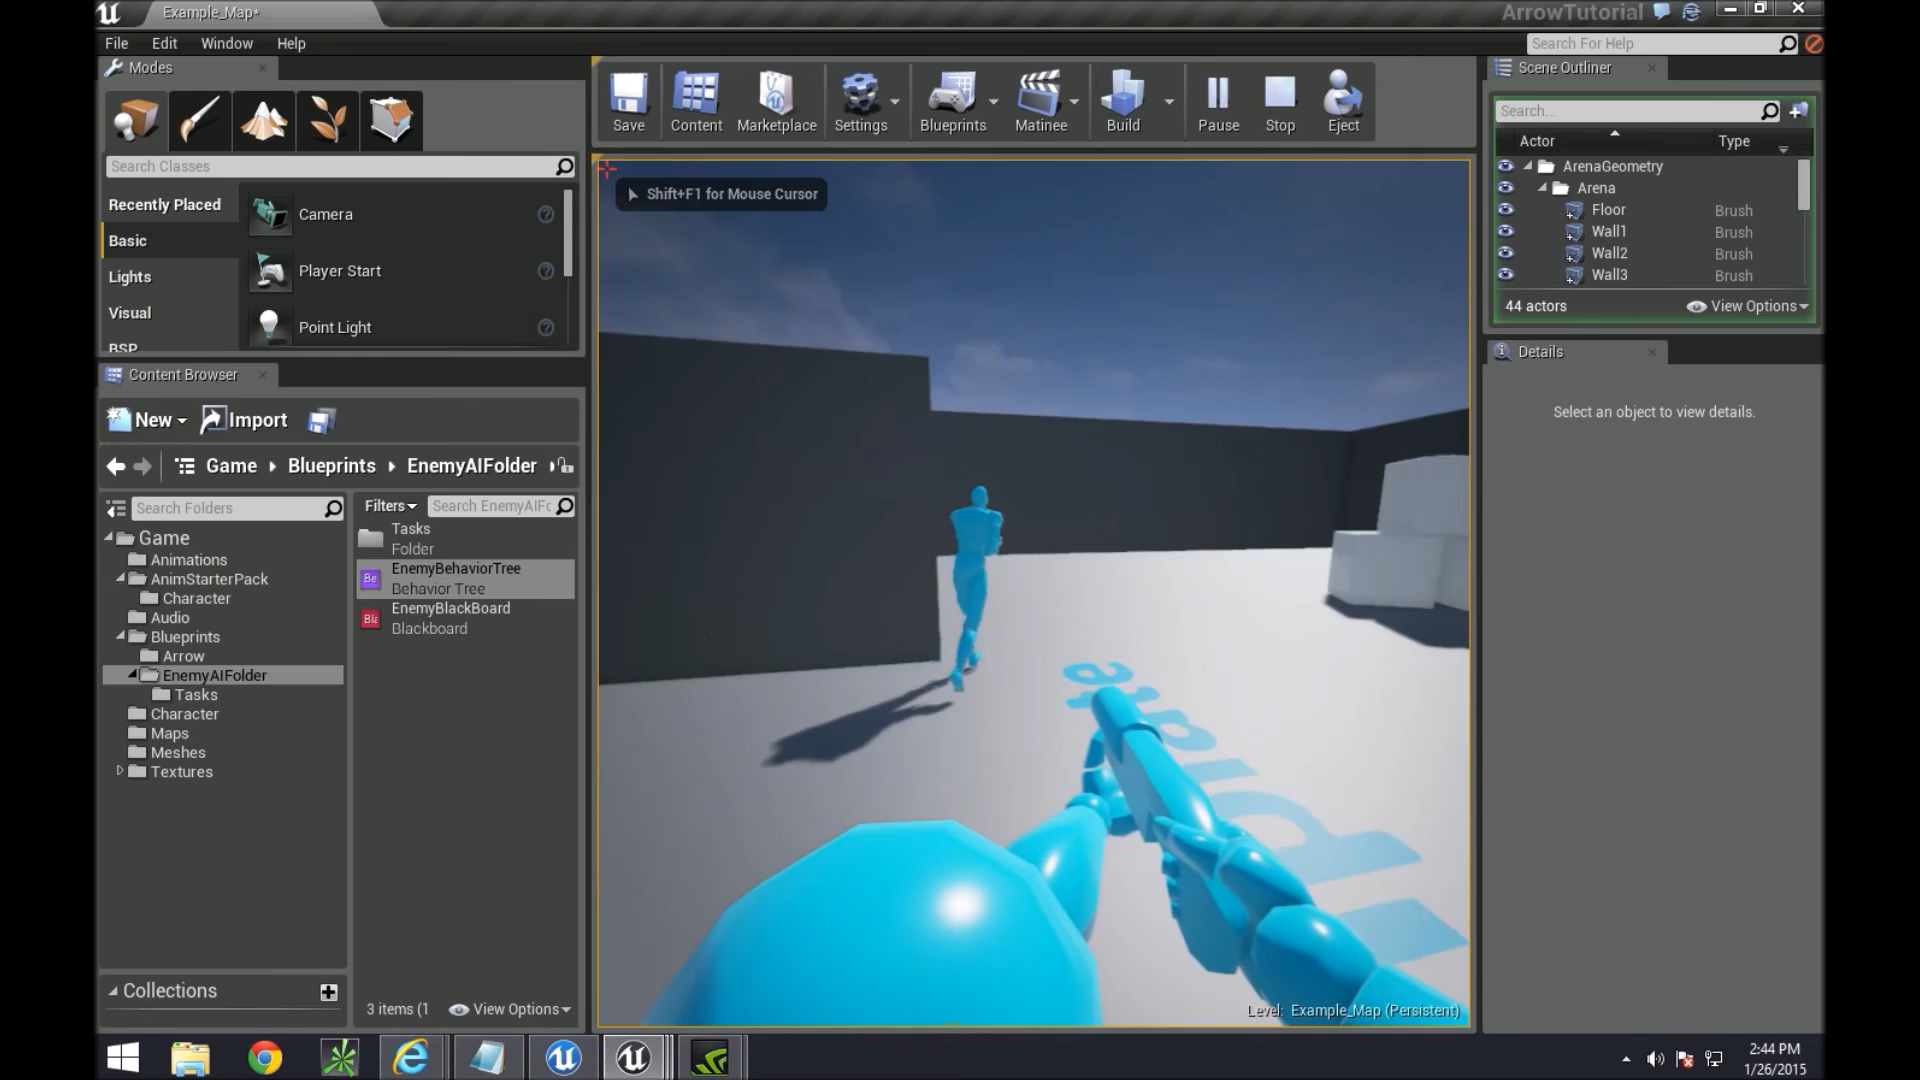 Example_Map*
ArrowTutorial
File Edit Window Help
Search For Help
Modes
Search Classes
Recently Placed
Basic
Lights
Visual
BSP
Camera
Player Start
Point Light
Content Browser
New
Import
Game Blueprints EnemyAIFolder
Search Folders
Game
Animations
AnimStarterPack
Character
Audio
Blueprints
Arrow
EnemyAIFolder
Tasks
Character
Maps
Meshes
Textures
Collections
Filters
Search EnemyAIFc
Tasks
Folder
Be
EnemyBehaviorTree
Behavior Tree
Bla
EnemyBlackBoard
Blackboard
3 items (1
View Options
Save Content Marketplace Settings Blueprints Matinee Build Pause Stop Eject
Shift+F1 for Mouse Cursor
Level: Example_Map (Persistent)
Scene Outliner
Search...
Actor Type
ArenaGeometry
Arena
Floor Brush
Wall1 Brush
Wall2 Brush
Wall3 Brush
44 actors
View Options
Details
Select an object to view details.
2:44 PM
1/26/2015